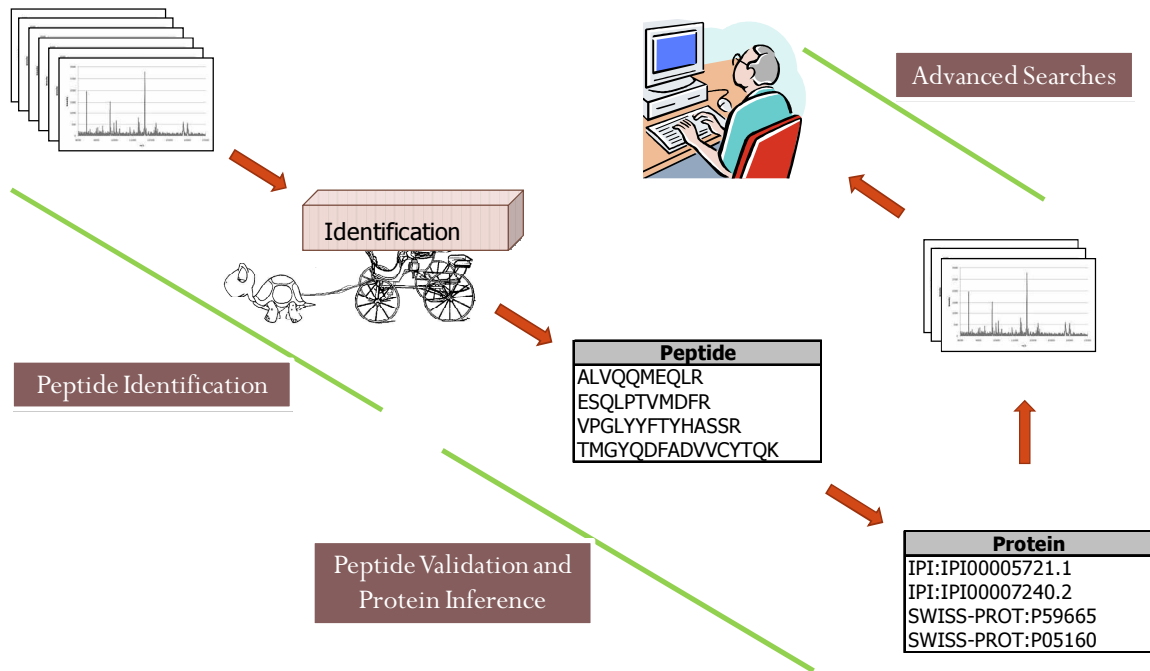 Advanced Searches
Identification
Peptide Identification
Peptide
ALVQQMEQLR
ESQLPTVMDFR
VPGLYYFTYHASSR
TMGYQDFADVVCYTQK
Peptide Validation and
Protein Inference
Protein
IPI:IPI00005721.1
IPI:IPI00007240.2
SWISS-PROT:P59665
SWISS-PROT:P05160